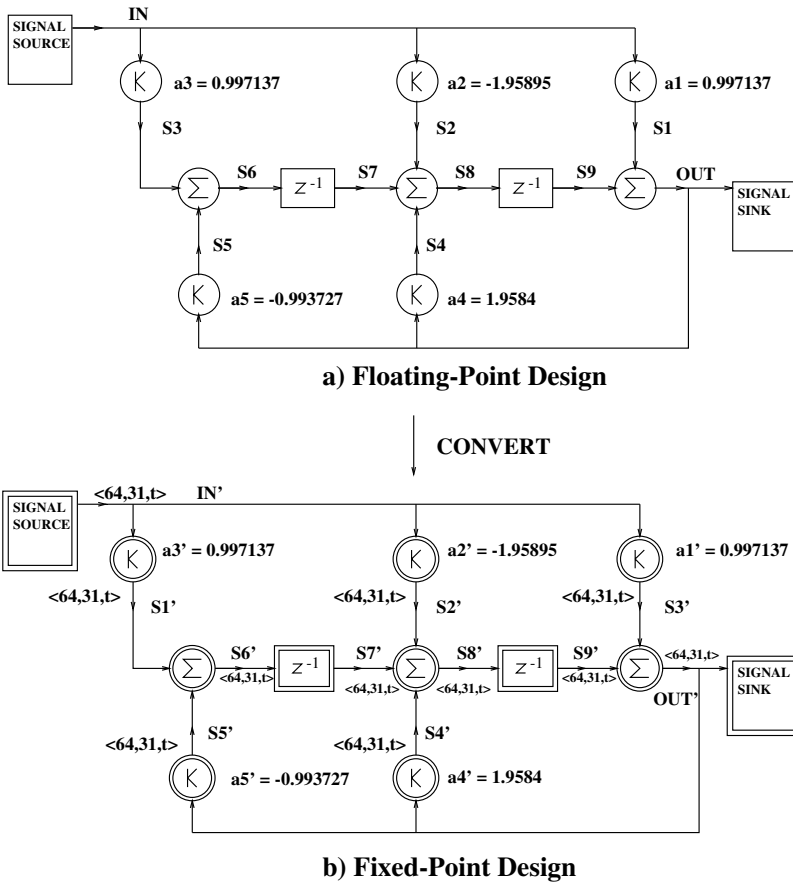 IN
SIGNAL
SOURCE
K a3 = 0.997137
K a2 = -1.95895
K a1 = 0.997137
S3
S2
S1
S6
S7
S8
S9
OUT
Σ
z⁻¹
Σ
z⁻¹
Σ
SIGNAL
SINK
S5
S4
K a5 = -0.993727
K a4 = 1.9584
a) Floating-Point Design
CONVERT
<64,31,t>
IN'
SIGNAL
SOURCE
K a3' = 0.997137
K a2' = -1.95895
K a1' = 0.997137
<64,31,t>
<64,31,t>
<64,31,t>
S1'
S2'
S3'
S6'
S7'
S8'
S9'
<64,31,t>
Σ
z⁻¹
Σ
z⁻¹
Σ
<64,31,t>
<64,31,t>
<64,31,t>
<64,31,t>
OUT'
SIGNAL
SINK
S5'
S4'
<64,31,t>
<64,31,t>
K a5' = -0.993727
K a4' = 1.9584
b) Fixed-Point Design